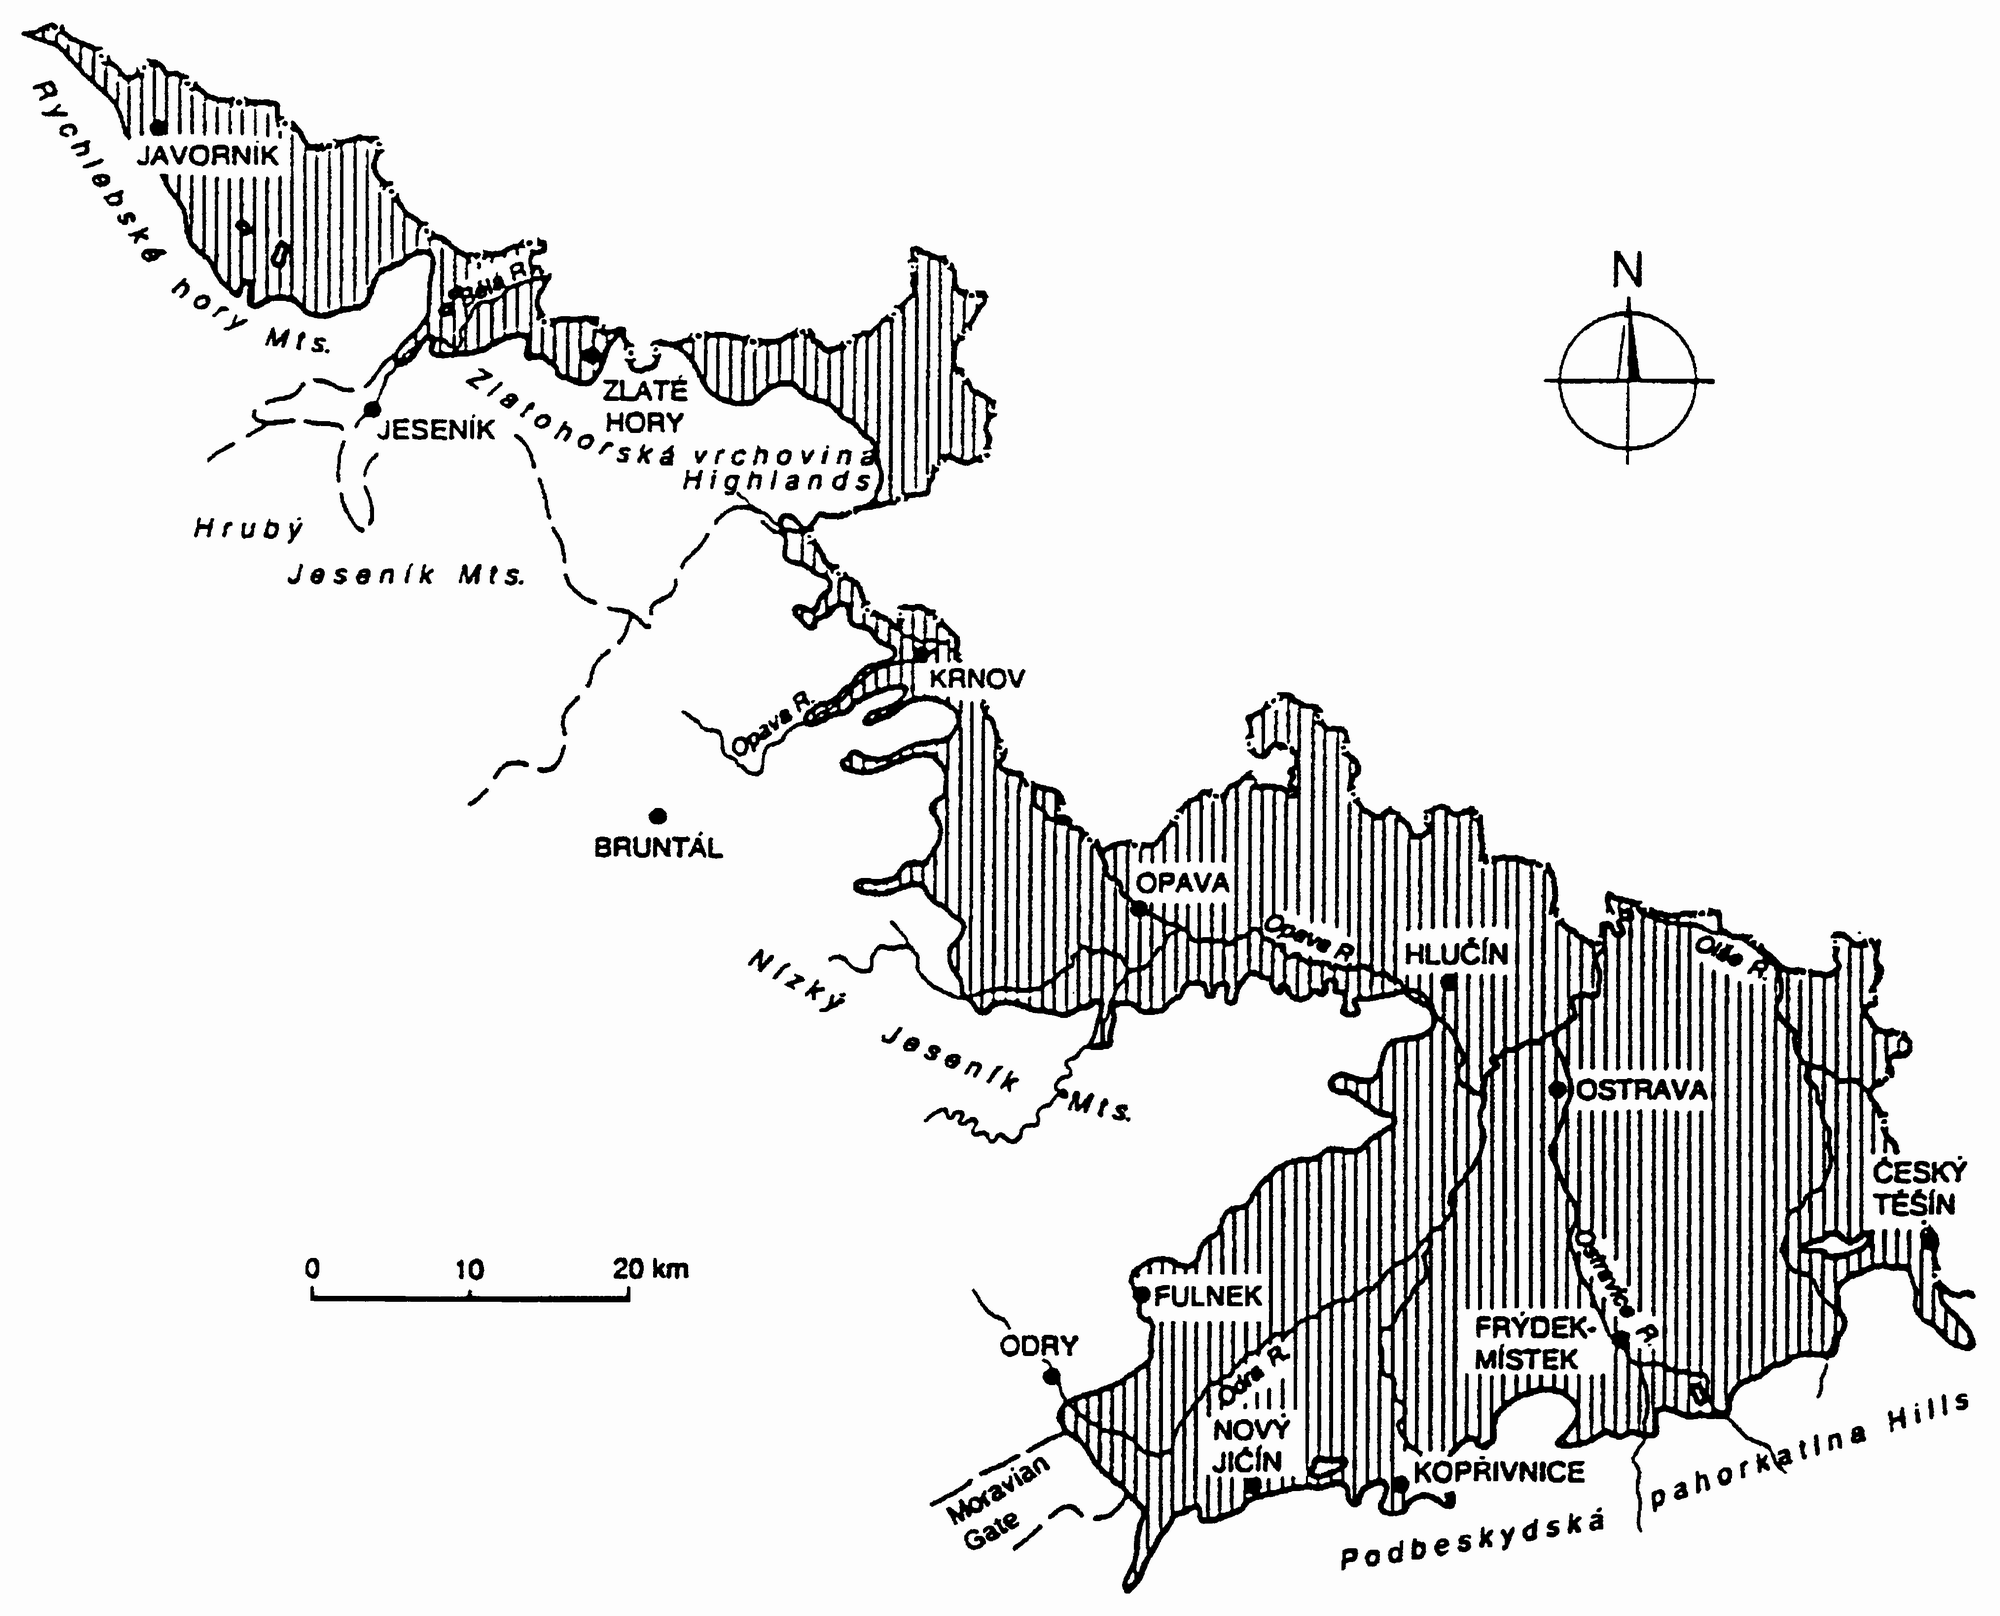 Rychlebské hory Mts.
JAVORNÍK
Bělá R.
N
ZLATÉ
HORY
JESENÍK
Zlatohorská vrchovina
Highlands
Hrubý
Jeseník Mts.
KRNOV
Opava R.
BRUNTÁL
OPAVA
Opava R.
HLUČÍN
Olše R.
Nízký
Jeseník
Mts.
OSTRAVA
ČESKÝ
TĚŠÍN
0 10 20 km
FULNEK
Ostravice R.
FRÝDEK-
MÍSTEK
ODRY
Odra R.
NOVÝ
JIČÍN
KOPŘIVNICE
Moravian
Gate
Podbeskydská pahorkatina Hills